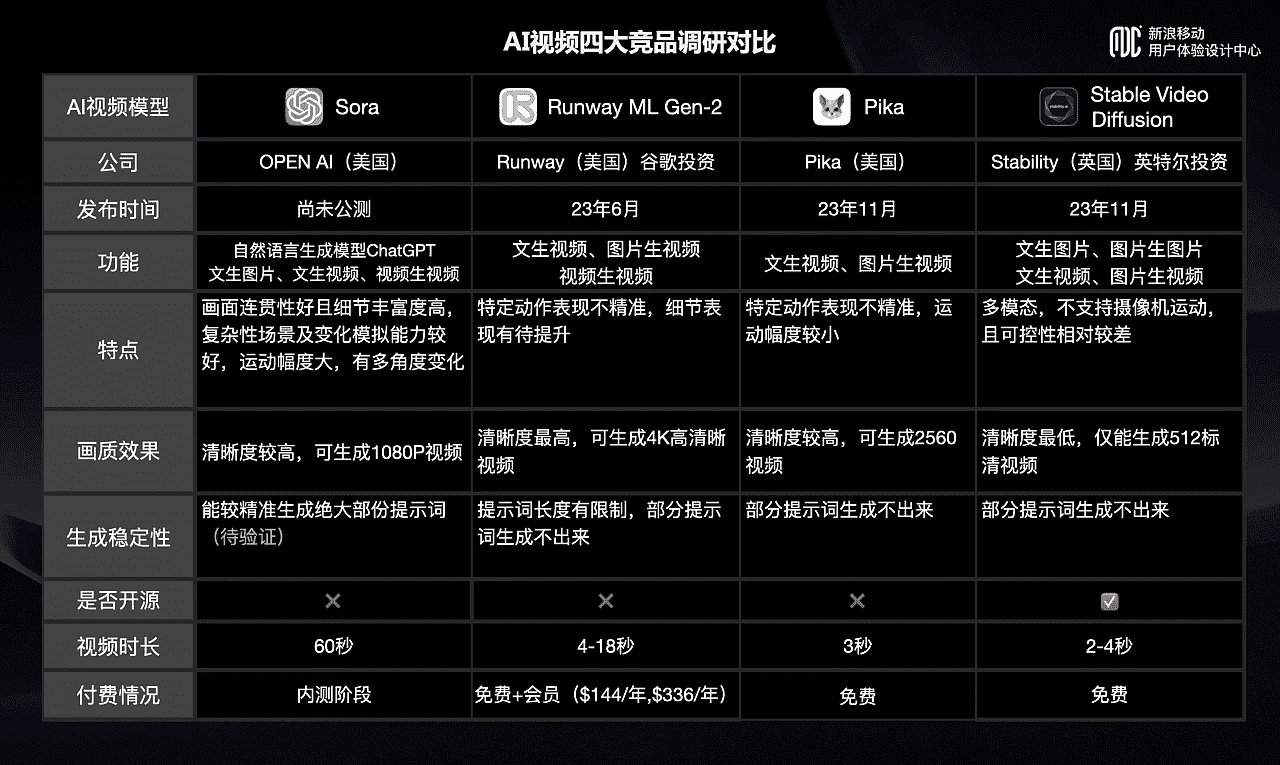 AI视频四大竞品调研对比
新浪移动
用户体验设计中心
AI视频模型
Sora
Runway ML Gen-2
Pika
Stable Video
Diffusion
公司
OPEN AI（美国）
Runway（美国）谷歌投资
Pika（美国）
Stability（英国）英特尔投资
发布时间
尚未公测
23年6月
23年11月
23年11月
功能
自然语言生成模型ChatGPT
文生图片、文生视频、视频生视频
文生视频、图片生视频
视频生视频
文生视频、图片生视频
文生图片、图片生图片
文生视频、图片生视频
特点
画面连贯性好且细节丰富度高，
复杂性场景及变化模拟能力较
好，运动幅度大，有多角度变化
特定动作表现不精准，细节表
现有待提升
特定动作表现不精准，运
动幅度较小
多模态，不支持摄像机运动，
且可控性相对较差
画质效果
清晰度较高，可生成1080P视频
清晰度最高，可生成4K高清晰
视频
清晰度较高，可生成2560
视频
清晰度最低，仅能生成512标
清视频
生成稳定性
能较精准生成绝大部份提示词
（待验证）
提示词长度有限制，部分提示
词生成不出来
部分提示词生成不出来
部分提示词生成不出来
是否开源
视频时长
60秒
4-18秒
3秒
2-4秒
付费情况
内测阶段
免费+会员（$144/年,$336/年）
免费
免费